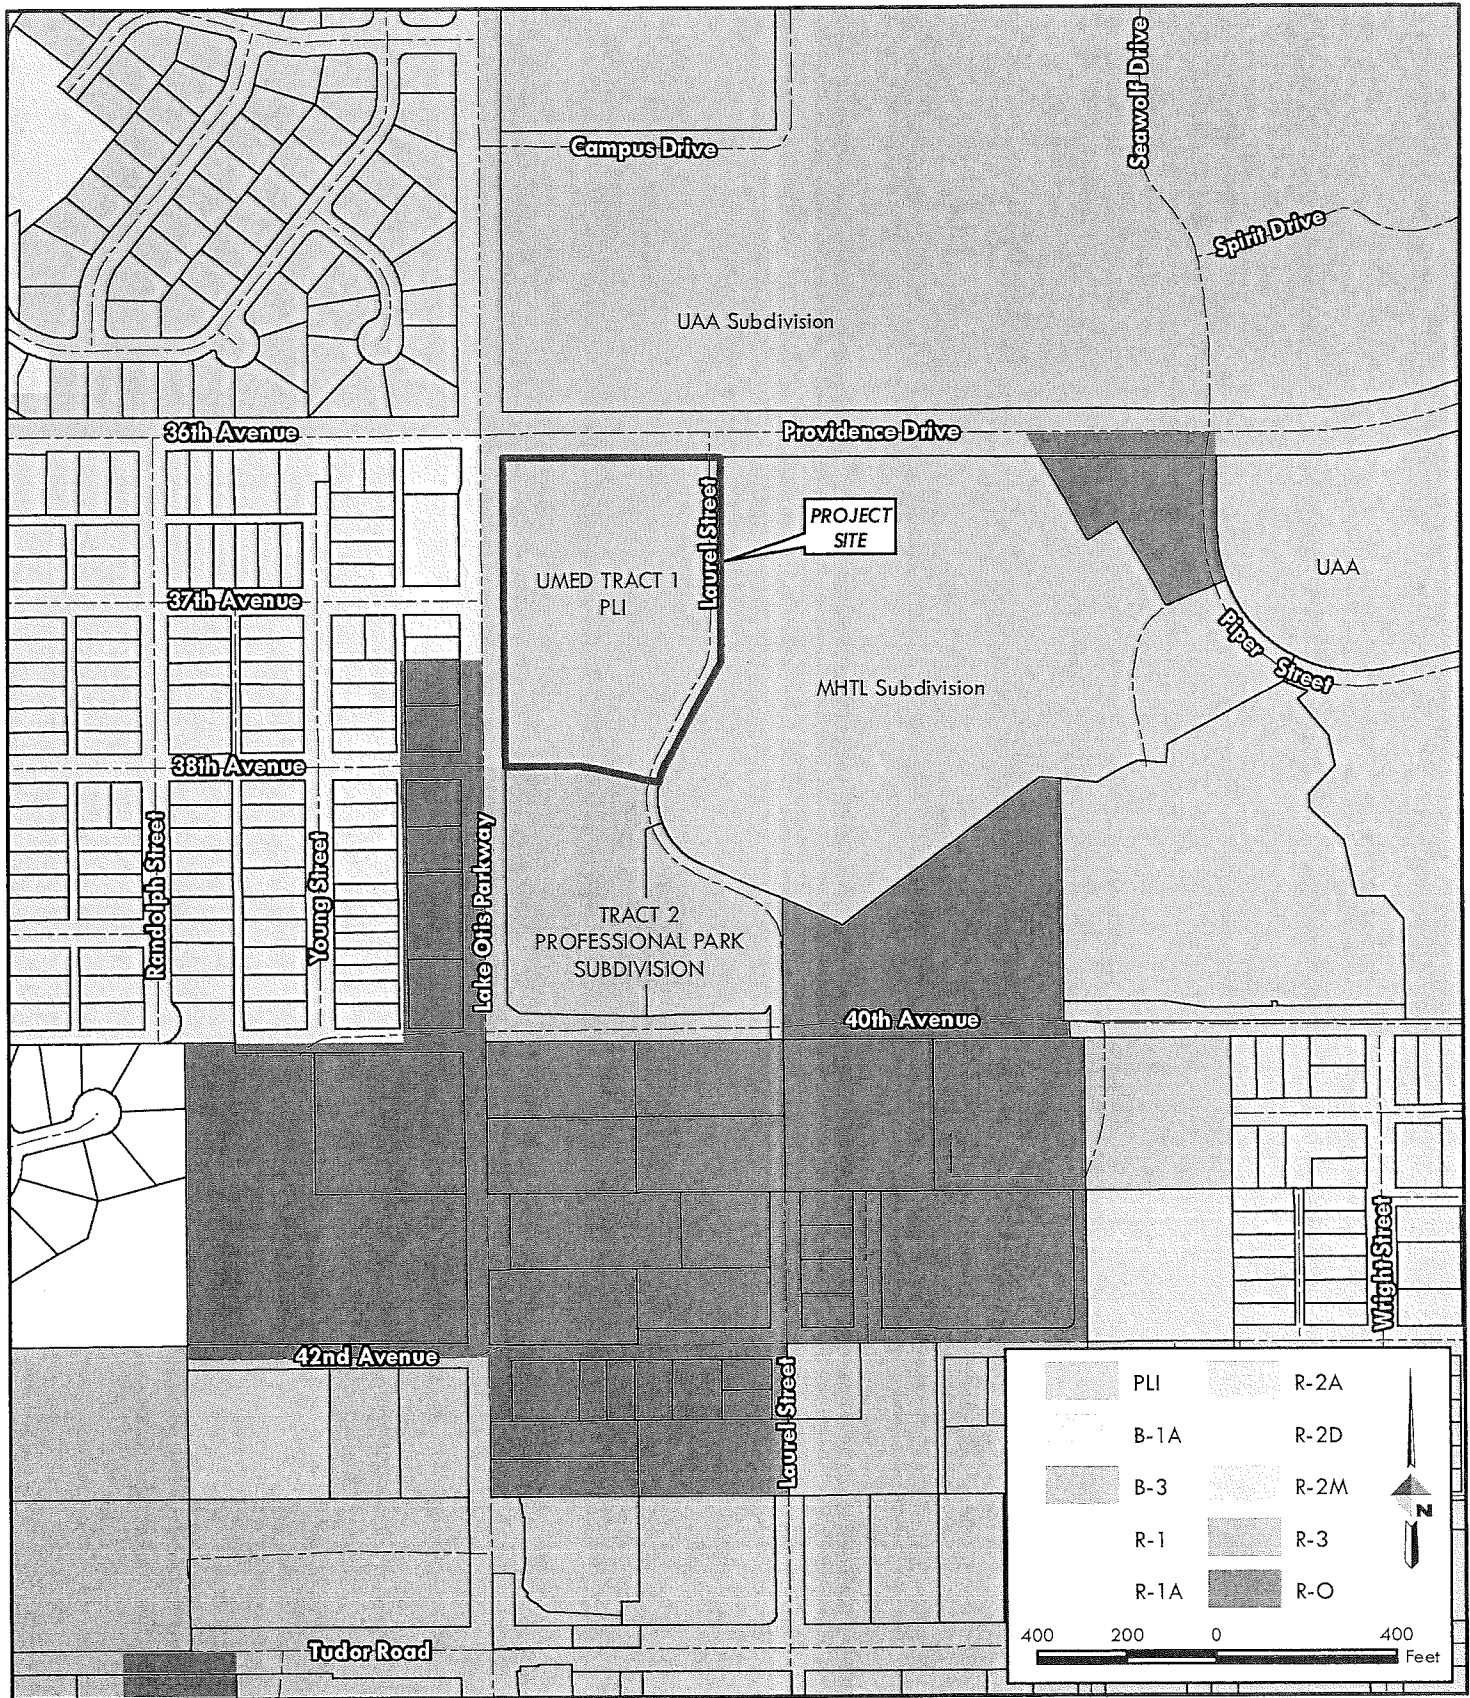 Seawolf Drive
Campus Drive
Spirit Drive
UAA Subdivision
36th Avenue
Providence Drive
Laurel Street
PROJECT
SITE
UMED TRACT 1
PLI
UAA
37th Avenue
Piper Street
MHTL Subdivision
38th Avenue
Randolph Street
Young Street
Lake Otis Parkway
TRACT 2
PROFESSIONAL PARK
SUBDIVISION
40th Avenue
Wright Street
42nd Avenue
Laurel Street
Tudor Road
PLI
R-2A
B-1A
R-2D
B-3
R-2M
R-1
R-3
R-1A
R-O
N
400 200 0 400
Feet